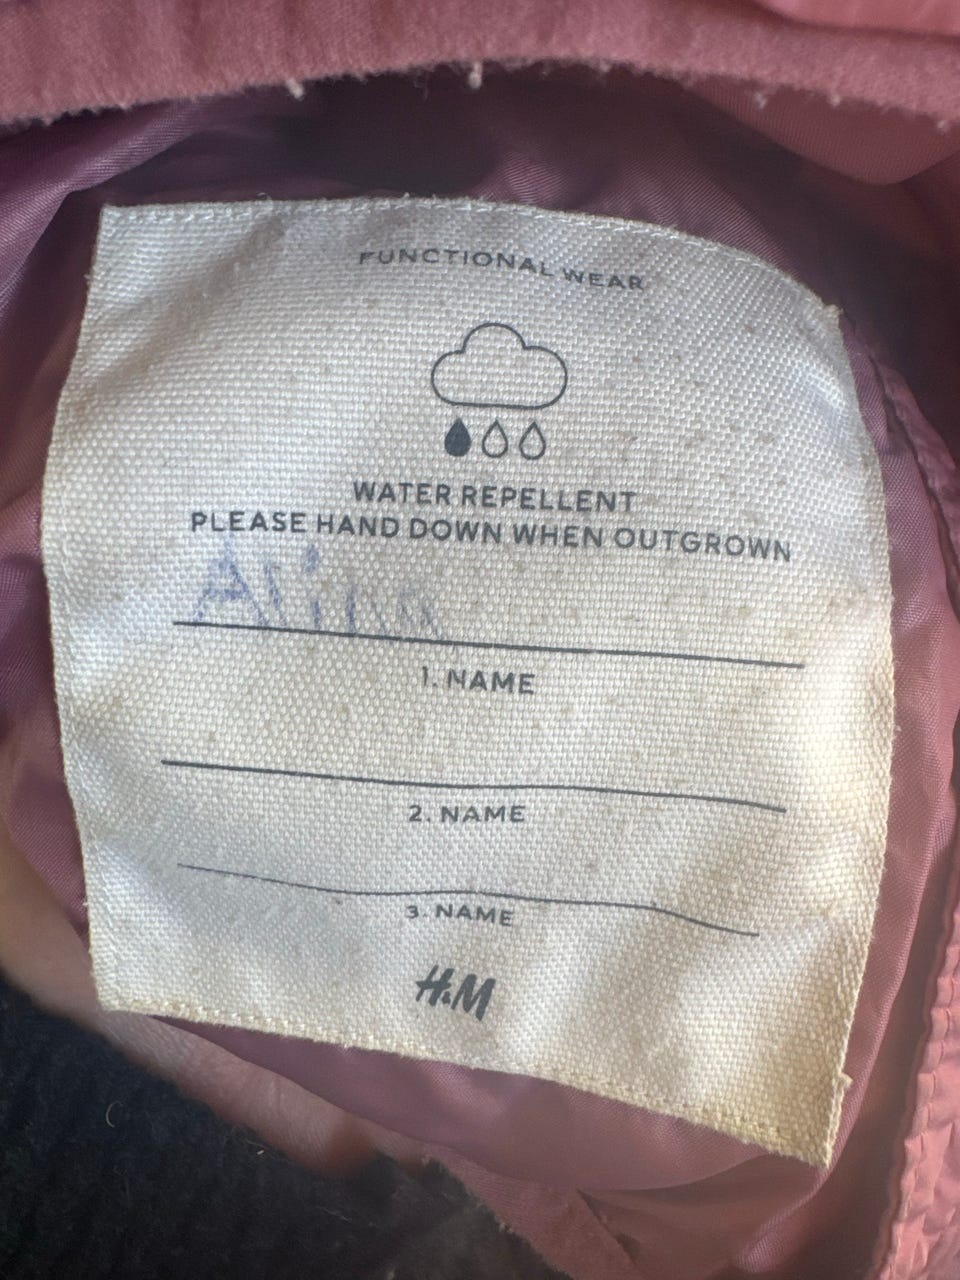 FUNCTIONAL WEAR
WATER REPELLENT
PLEASE HAND DOWN WHEN OUTGROWN
Alina
1. NAME
2. NAME
3. NAME
H&M